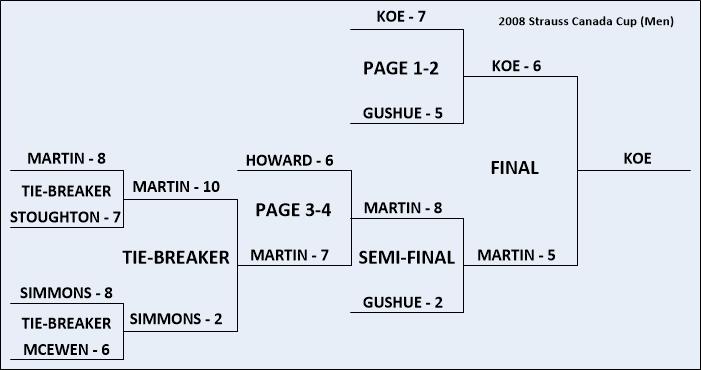 KOE - 7
2008 Strauss Canada Cup (Men)
PAGE 1-2
KOE - 6
GUSHUE - 5
MARTIN - 8
HOWARD - 6
FINAL
KOE
TIE-BREAKER
MARTIN - 10
STOUGHTON - 7
PAGE 3-4
MARTIN - 8
TIE-BREAKER
MARTIN - 7
SEMI-FINAL
MARTIN - 5
SIMMONS - 8
GUSHUE - 2
TIE-BREAKER
SIMMONS - 2
MCEWEN - 6